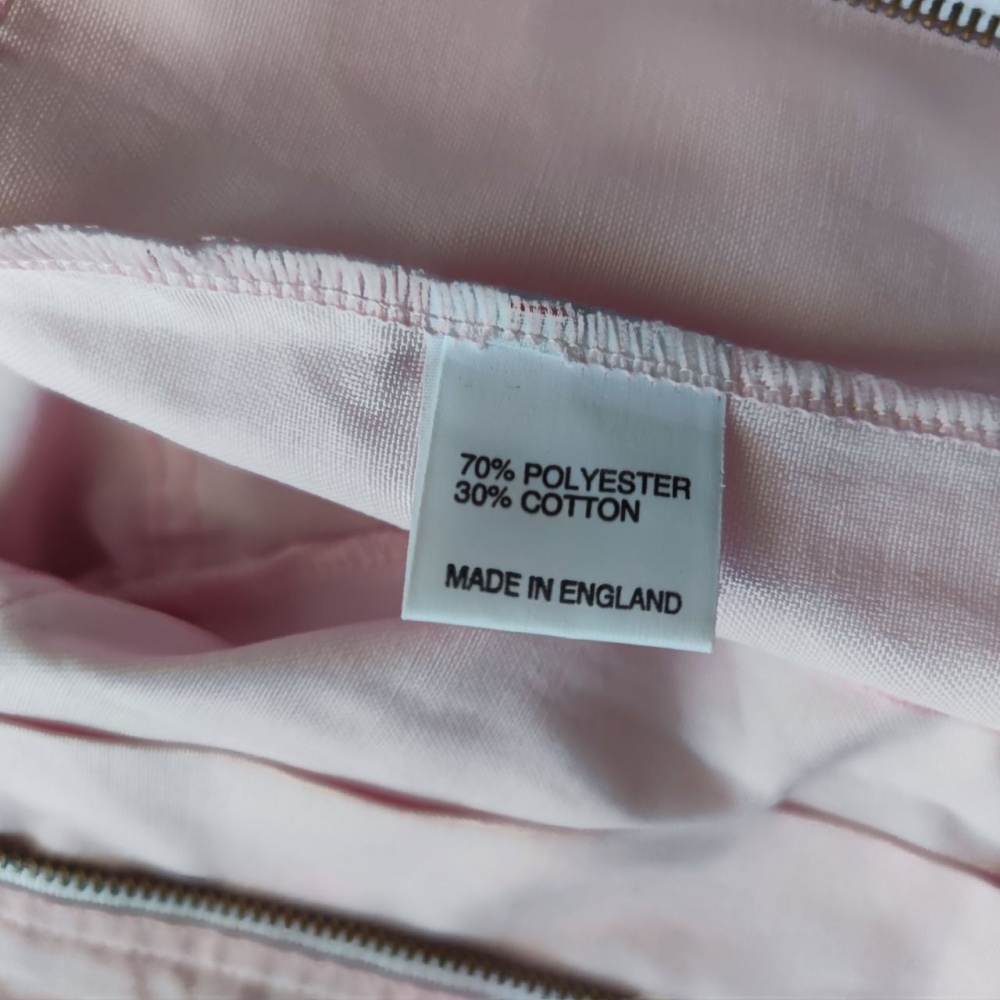 70% POLYESTER
30% COTTON
MADE IN ENGLAND